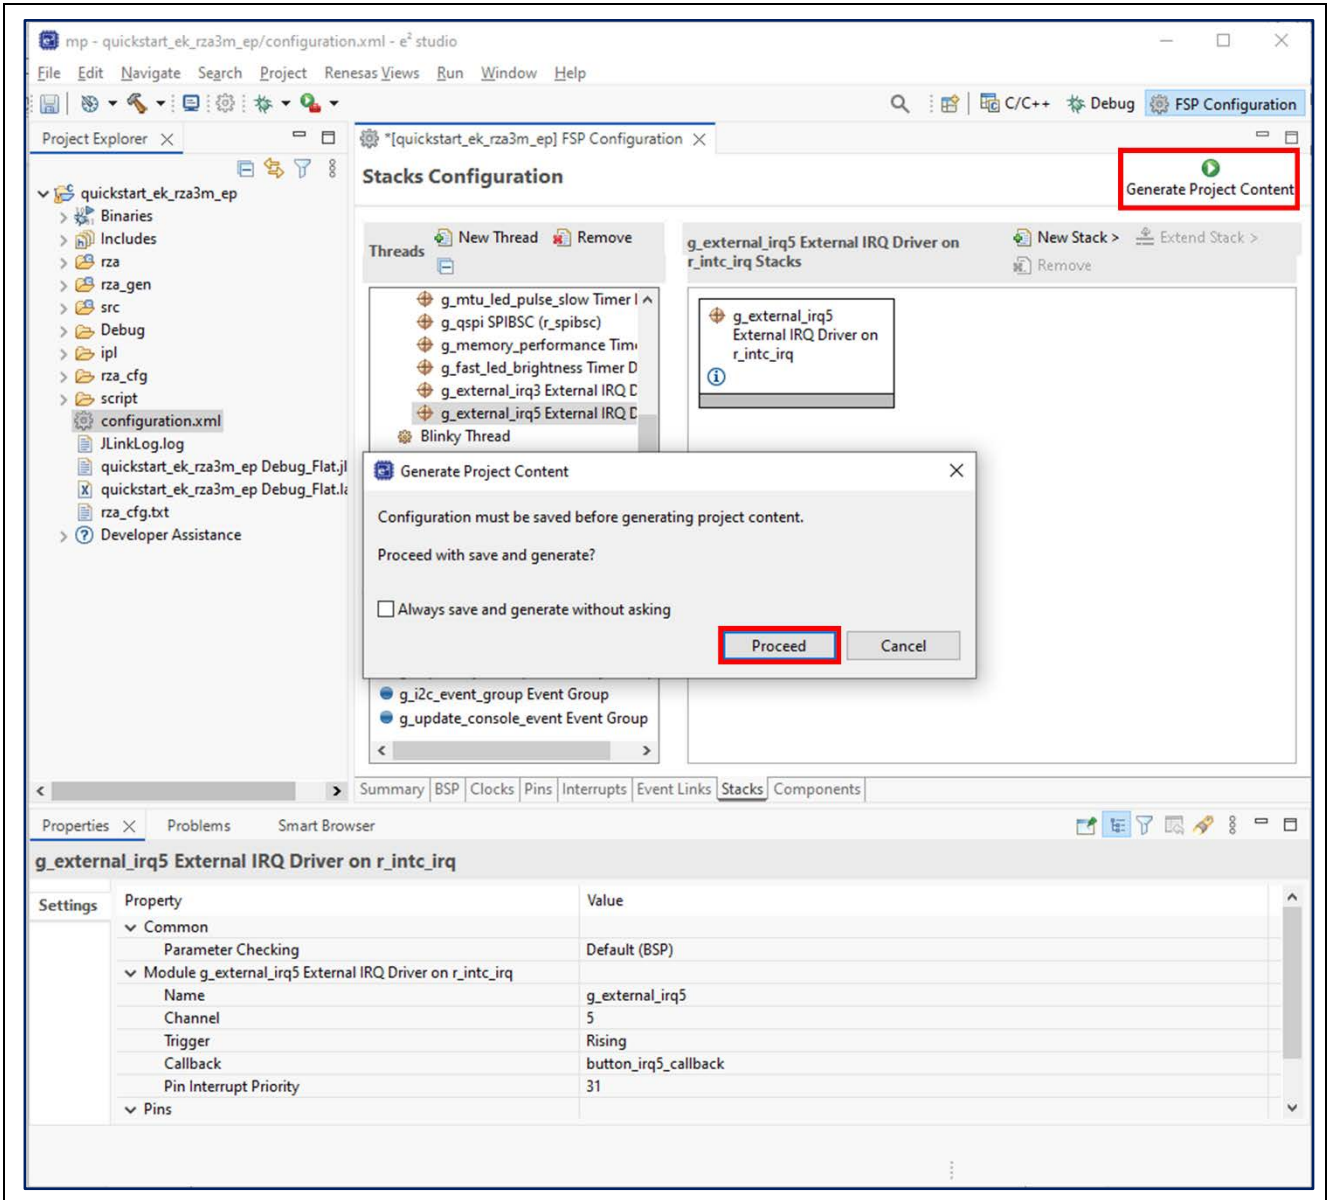 mp - quickstart_ek_rza3m_ep/configuration.xml - e² studio
File Edit Navigate Search Project Renesas Views Run Window Help
C/C++ Debug FSP Configuration
Project Explorer
*[quickstart_ek_rza3m_ep] FSP Configuration
Stacks Configuration
Generate Project Content
quickstart_ek_rza3m_ep
Binaries
Includes
rza
rza_gen
src
Debug
ipl
rza_cfg
script
configuration.xml
JLinkLog.log
quickstart_ek_rza3m_ep Debug_Flat.jl
quickstart_ek_rza3m_ep Debug_Flat.la
rza_cfg.txt
Developer Assistance
Threads
New Thread Remove
g_mtu_led_pulse_slow Timer
g_qspi SPIBSC (r_spibsc)
g_memory_performance Time
g_fast_led_brightness Timer D
g_external_irq3 External IRQ D
g_external_irq5 External IRQ D
Blinky Thread
g_i2c_event_group Event Group
g_update_console_event Event Group
g_external_irq5 External IRQ Driver on
r_intc_irq Stacks
New Stack > Extend Stack >
Remove
g_external_irq5
External IRQ Driver on
r_intc_irq
Generate Project Content
Configuration must be saved before generating project content.
Proceed with save and generate?
Always save and generate without asking
Proceed Cancel
Summary BSP Clocks Pins Interrupts Event Links Stacks Components
Properties Problems Smart Browser
g_external_irq5 External IRQ Driver on r_intc_irq
Settings
Property Value
Common
Parameter Checking Default (BSP)
Module g_external_irq5 External IRQ Driver on r_intc_irq
Name g_external_irq5
Channel 5
Trigger Rising
Callback button_irq5_callback
Pin Interrupt Priority 31
Pins